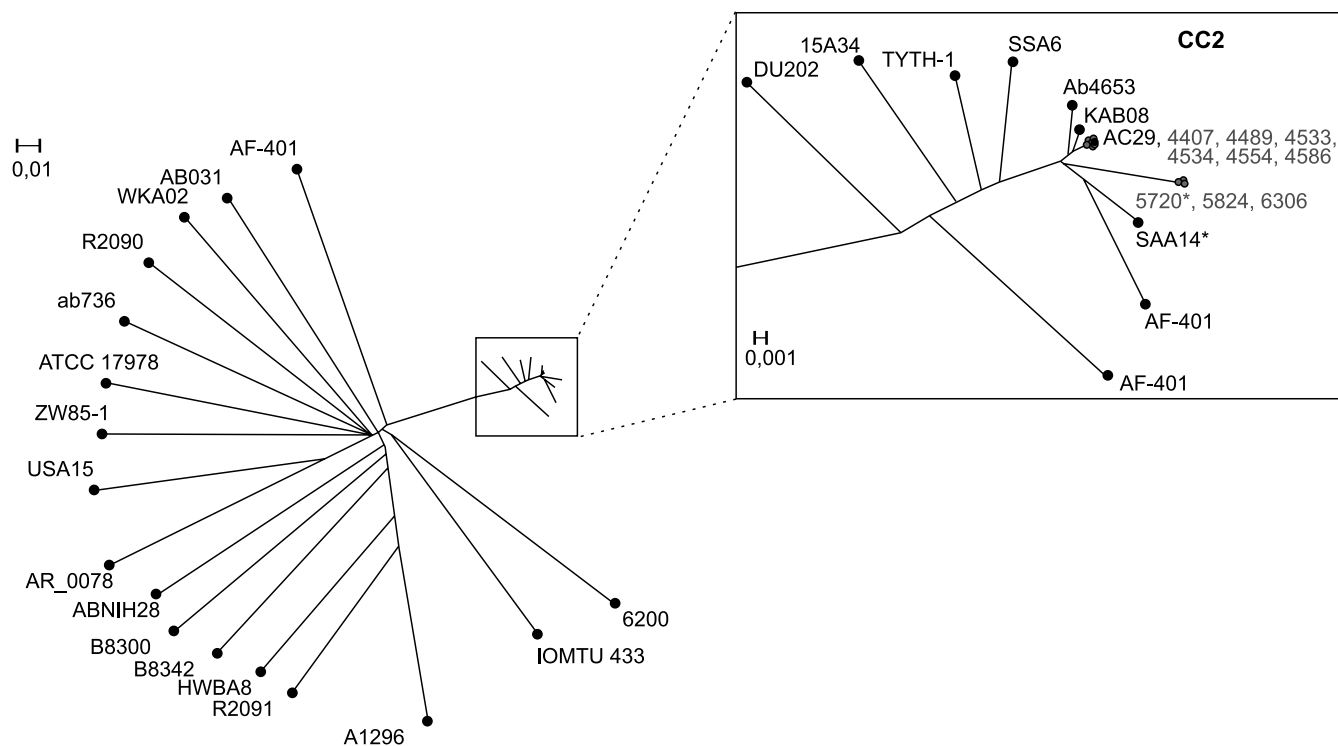 0,01
AF-401
AB031
WKA02
R2090
ab736
ATCC 17978
ZW85-1
USA15
AR_0078
ABNIH28
B8300
B8342
HWBA8
R2091
A1296
IOMTU 433
6200
CC2
DU202
15A34
TYTH-1
SSA6
Ab4653
KAB08
AC29, 4407, 4489, 4533,
4534, 4554, 4586
5720*, 5824, 6306
SAA14*
AF-401
AF-401
0,001